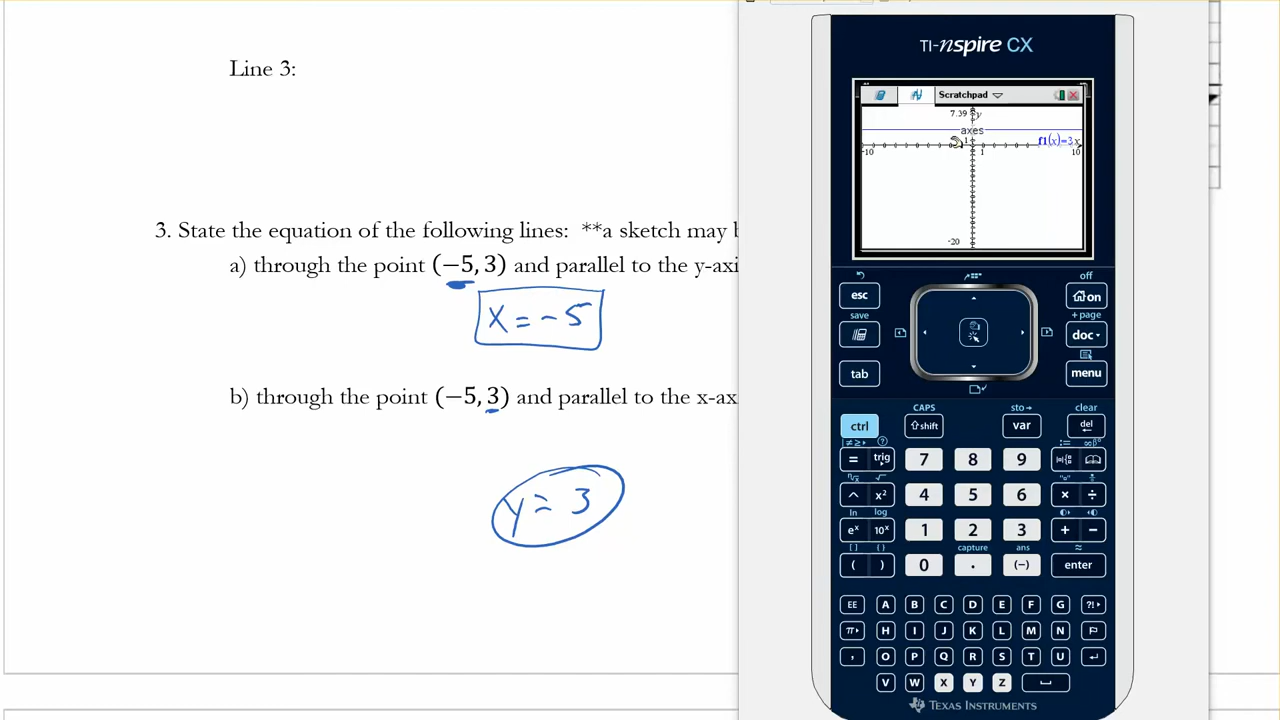 Line 3:
3. State the equation of the following lines: **a sketch may
a) through the point (−5, 3) and parallel to the y-axi
x = -5
b) through the point (−5, 3) and parallel to the x-ax
y = 3
TI-nspire CX
Scratchpad
7.39 y
axes
1 f1(x)=3 x
-10 1 10
-20
off
esc on
save + page
doc
tab menu
CAPS sto→ clear
ctrl shift var del
= trig 7 8 9
^ x² 4 5 6 × ÷
ln log
eˣ 10ˣ 1 2 3 + −
[ ] { } capture ans ≈
( ) 0 . (−) enter
EE A B C D E F G ?!
π H I J K L M N
, O P Q R S T U
V W X Y Z
TEXAS INSTRUMENTS